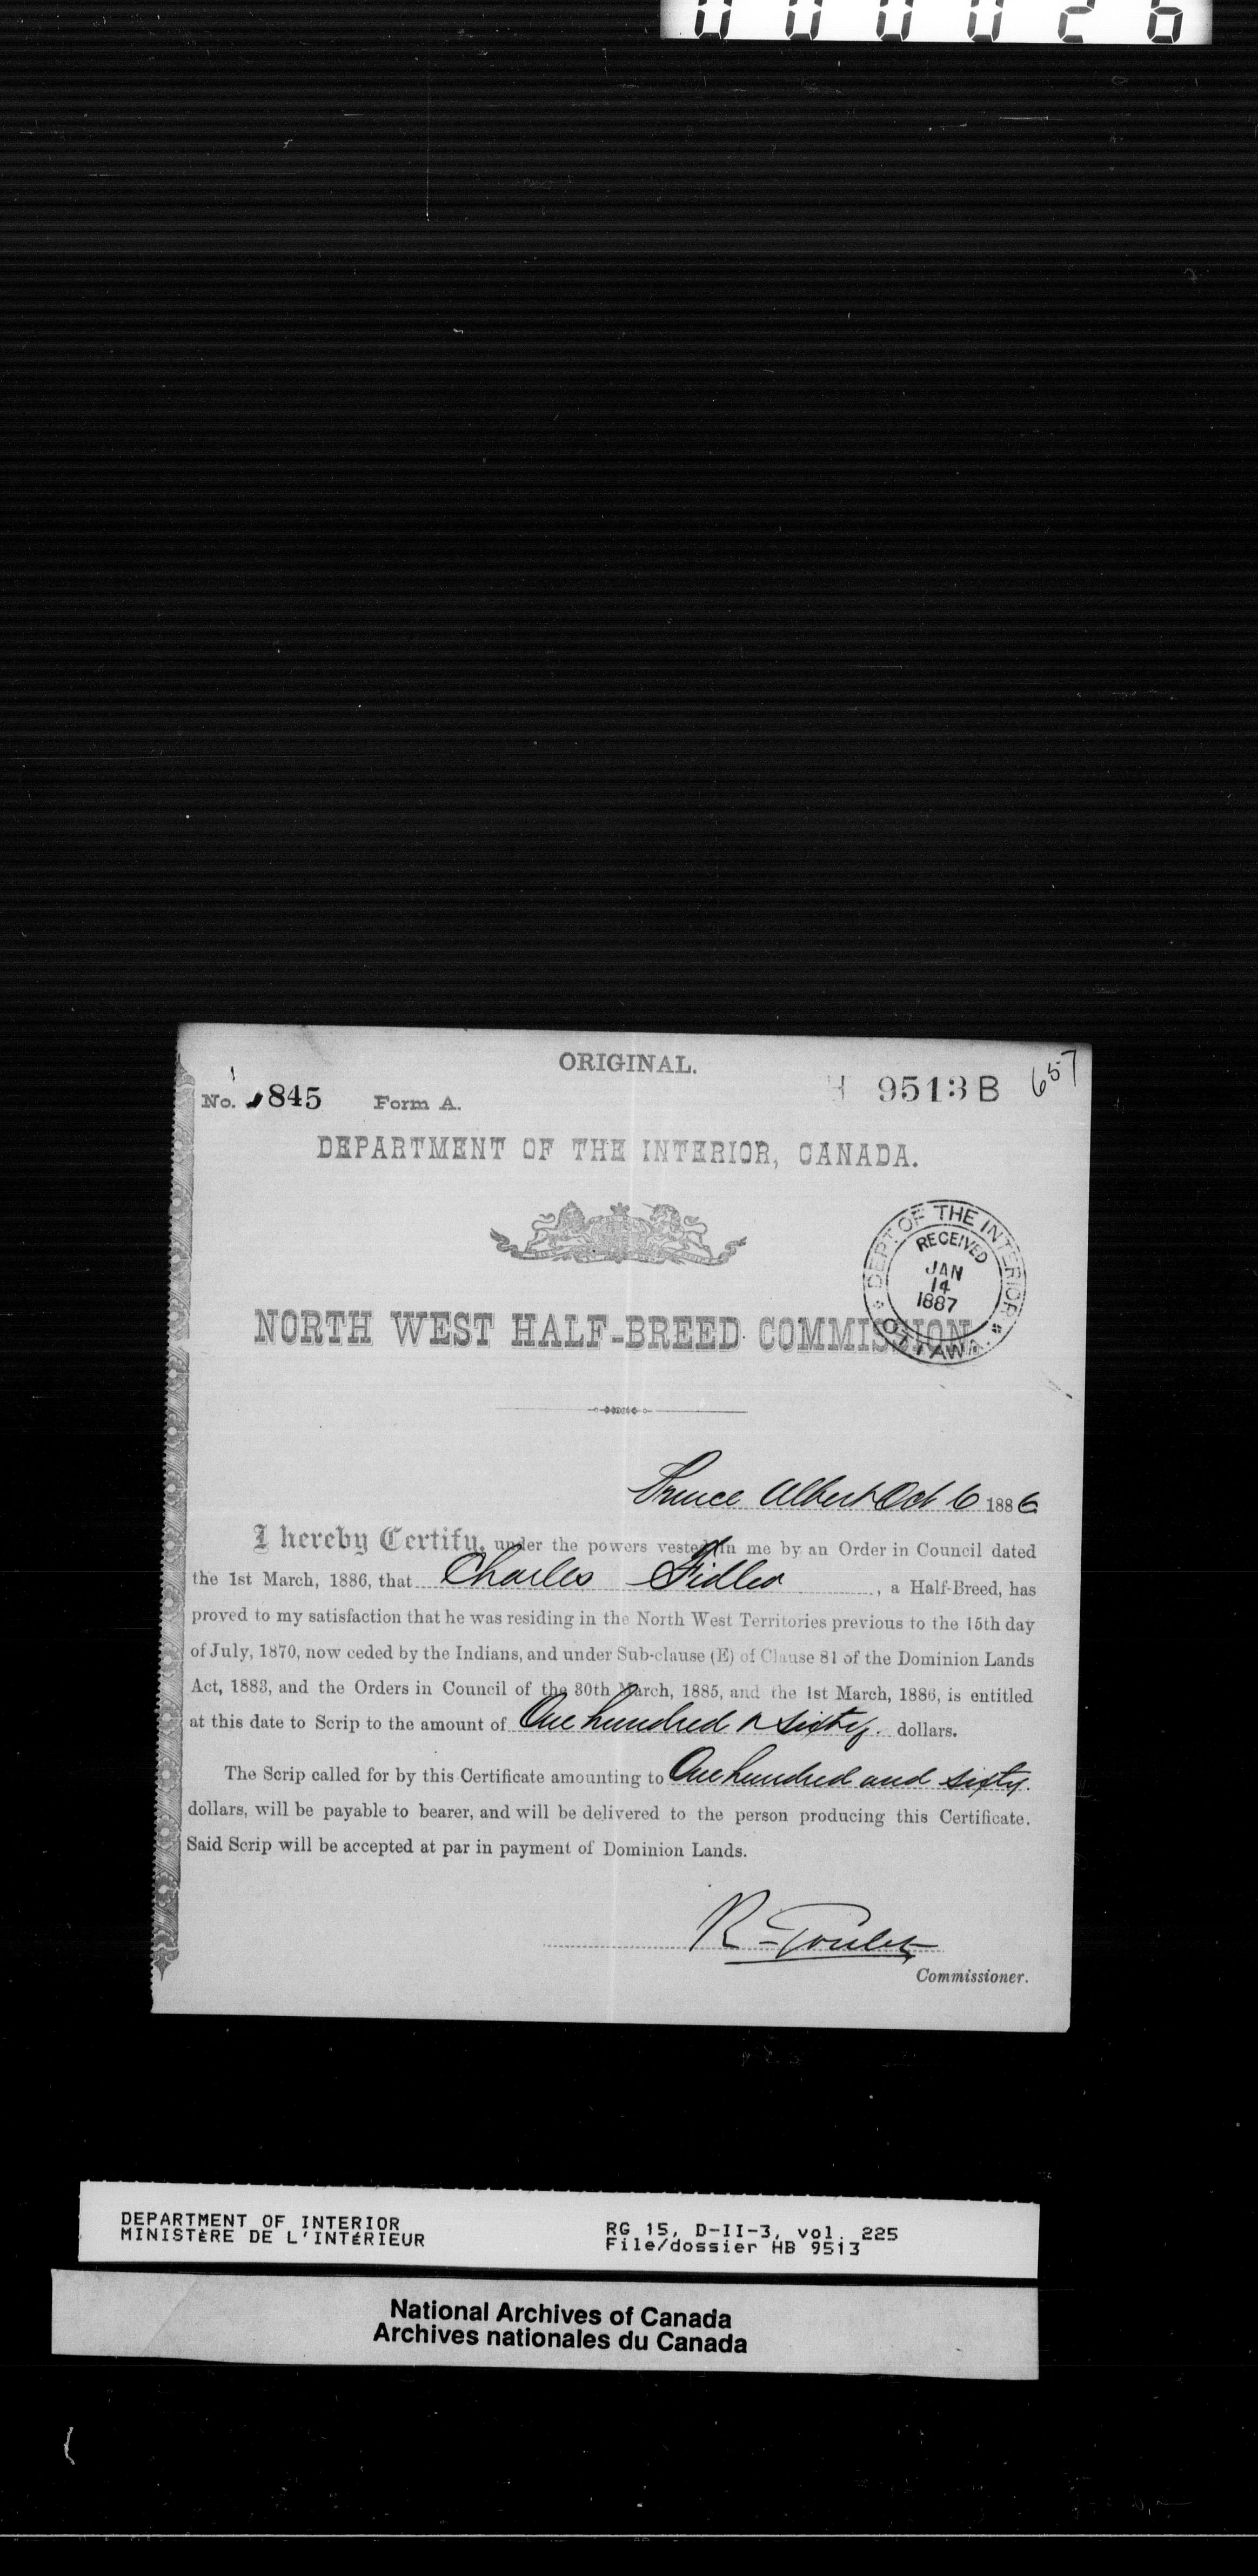 000026
ORIGINAL.
No. 845 Form A. 9513 B 657
DEPARTMENT OF THE INTERIOR, CANADA.
DEPT OF THE INTERIOR
RECEIVED
JAN
14
1887
OTTAWA
NORTH WEST HALF-BREED COMMISSION.
Prince Albert Oct 6 1886
I hereby Certify, under the powers vested in me by an Order in Council dated
the 1st March, 1886, that Charles Fidler, a Half-Breed, has
proved to my satisfaction that he was residing in the North West Territories previous to the 15th day
of July, 1870, now ceded by the Indians, and under Sub-clause (E) of Clause 81 of the Dominion Lands
Act, 1883, and the Orders in Council of the 30th March, 1885, and the 1st March, 1886, is entitled
at this date to Scrip to the amount of One hundred & sixty dollars.
The Scrip called for by this Certificate amounting to One hundred and sixty
dollars, will be payable to bearer, and will be delivered to the person producing this Certificate.
Said Scrip will be accepted at par in payment of Dominion Lands.
R. Goulet
Commissioner.
DEPARTMENT OF INTERIOR
MINISTÈRE DE L'INTÉRIEUR
RG 15, D-II-3, vol. 225
File/dossier HB 9513
National Archives of Canada
Archives nationales du Canada